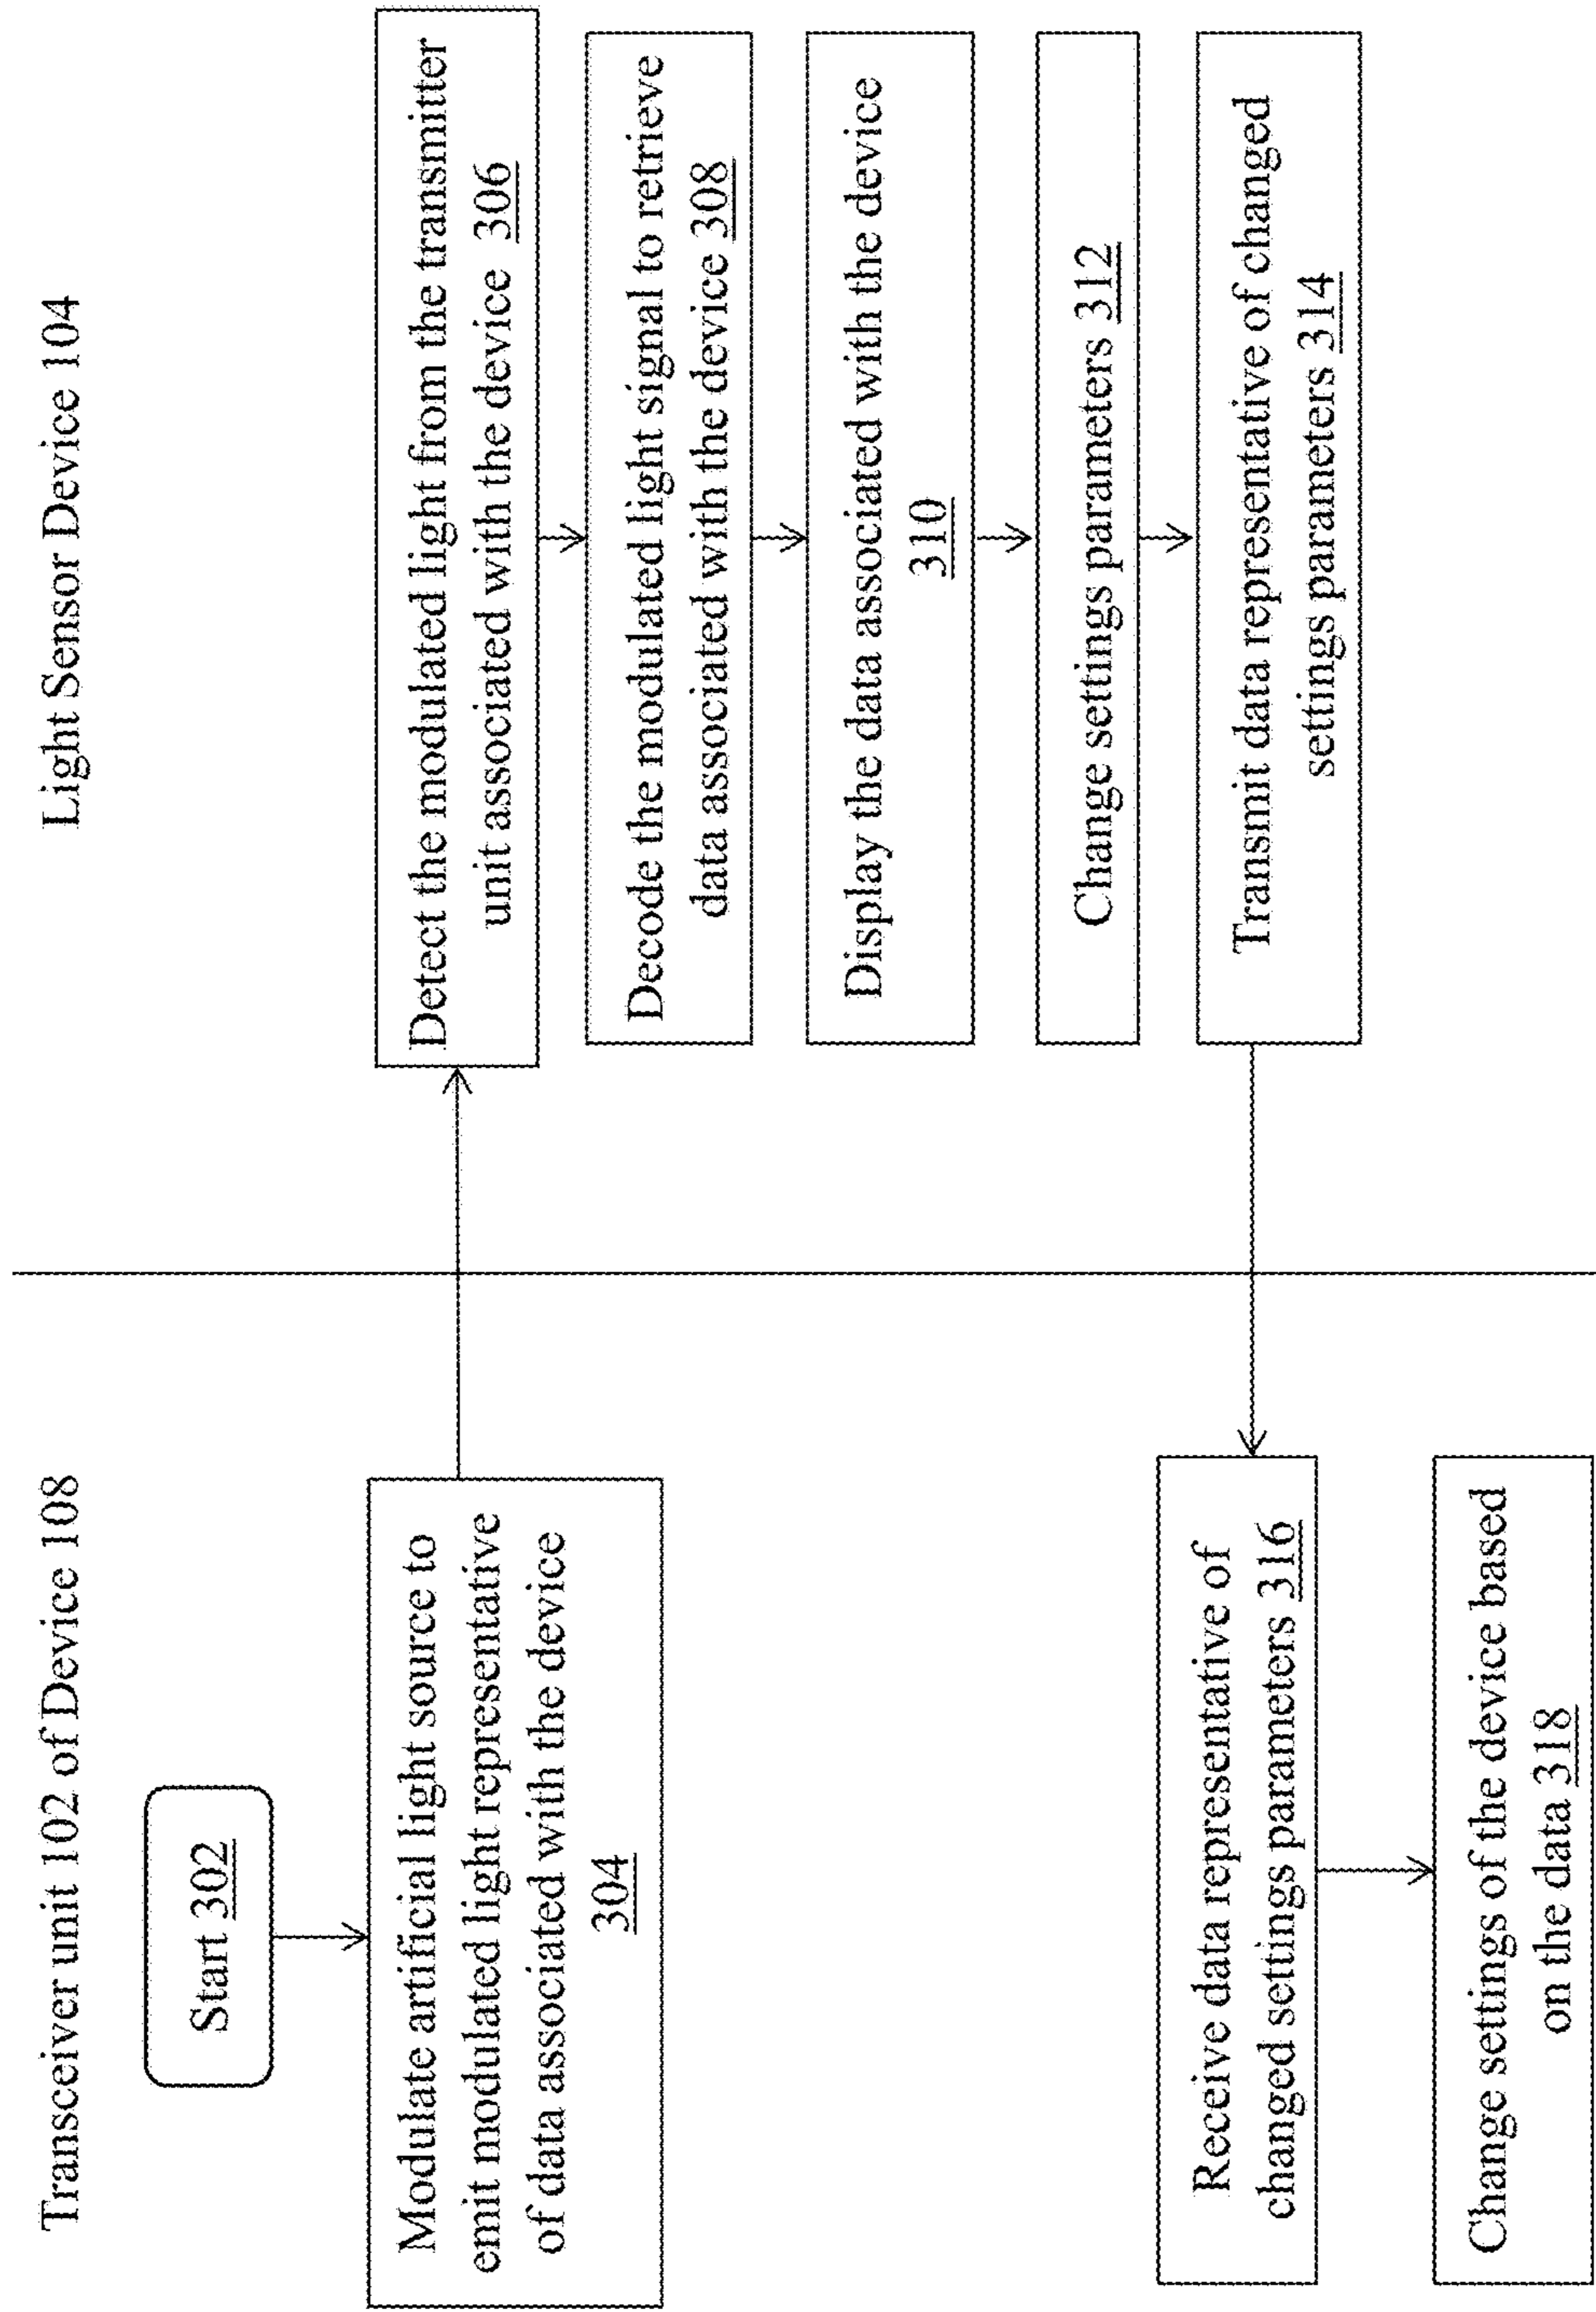 Transceiver unit 102 of Device 108
Light Sensor Device 104
Start 302
Modulate artificial light source to
emit modulated light representative
of data associated with the device
304
Detect the modulated light from the transmitter
unit associated with the device 306
Decode the modulated light signal to retrieve
data associated with the device 308
Display the data associated with the device
310
Change settings parameters 312
Transmit data representative of changed
settings parameters 314
Receive data representative of
changed settings parameters 316
Change settings of the device based
on the data 318